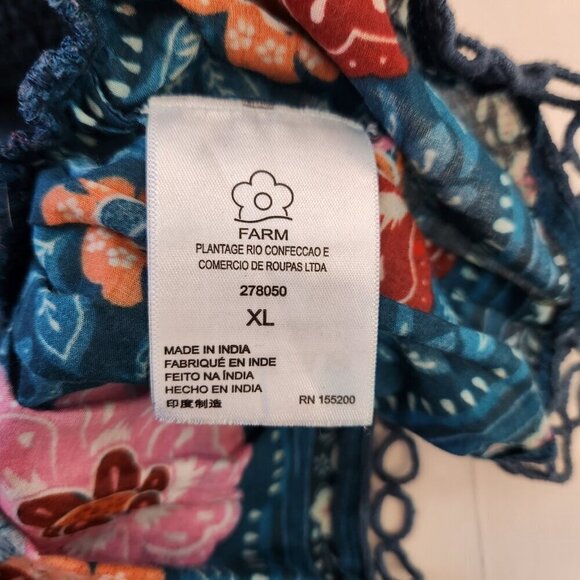 FARM
PLANTAGE RIO CONFECCAO E
COMERCIO DE ROUPAS LTDA
278050
XL
MADE IN INDIA
FABRIQUÉ EN INDE
FEITO NA ÍNDIA
HECHO EN INDIA
印度制造
RN 155200